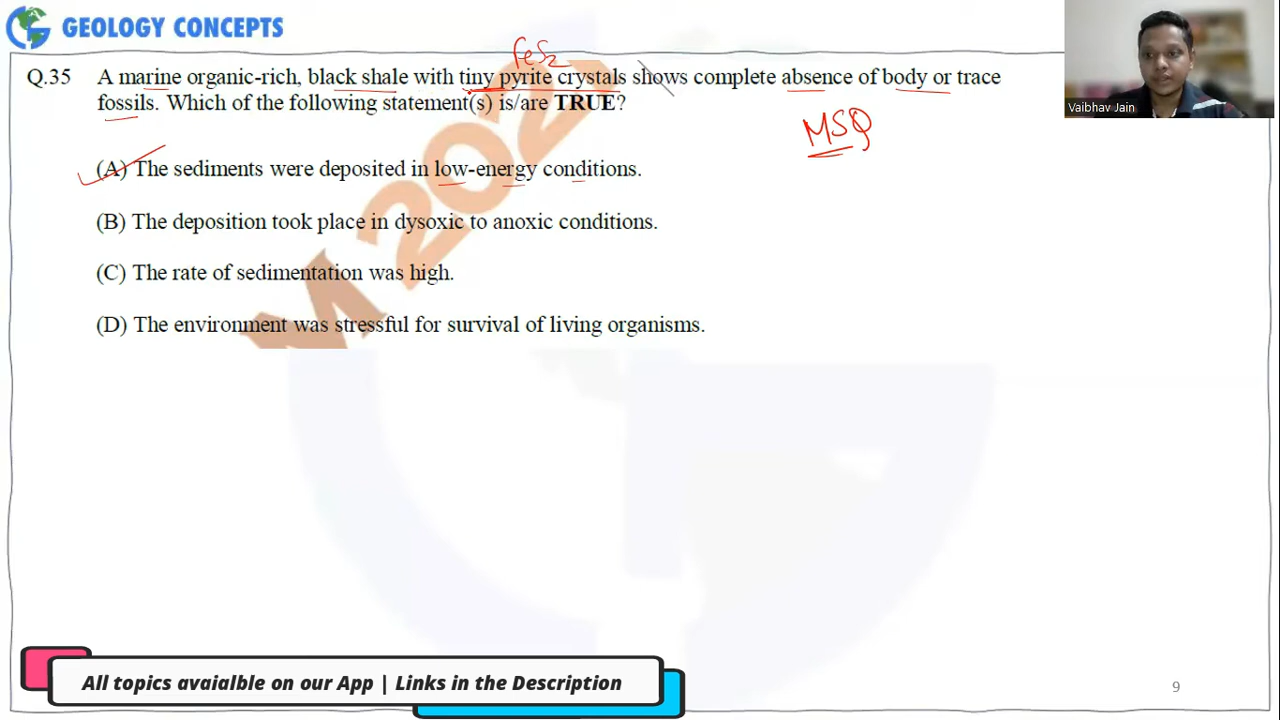 GEOLOGY CONCEPTS
FeS2
Q.35 A marine organic-rich, black shale with tiny pyrite crystals shows complete absence of body or trace
fossils. Which of the following statement(s) is/are TRUE?
MSQ
Vaibhav Jain
(A) The sediments were deposited in low-energy conditions.
(B) The deposition took place in dysoxic to anoxic conditions.
(C) The rate of sedimentation was high.
(D) The environment was stressful for survival of living organisms.
M 202
All topics avaialble on our App | Links in the Description
9